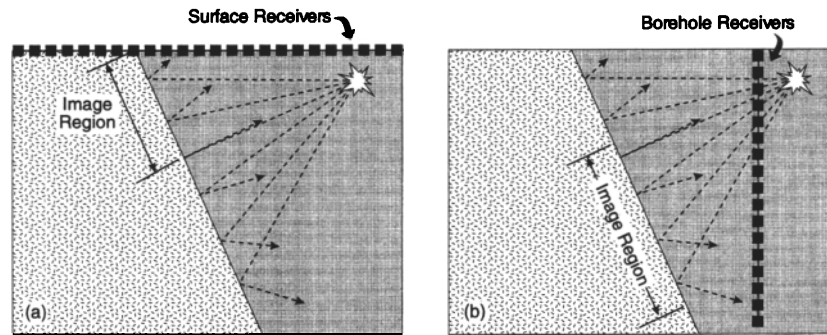 Surface Receivers
Image
Region
(a)
Borehole Receivers
Image Region
(b)